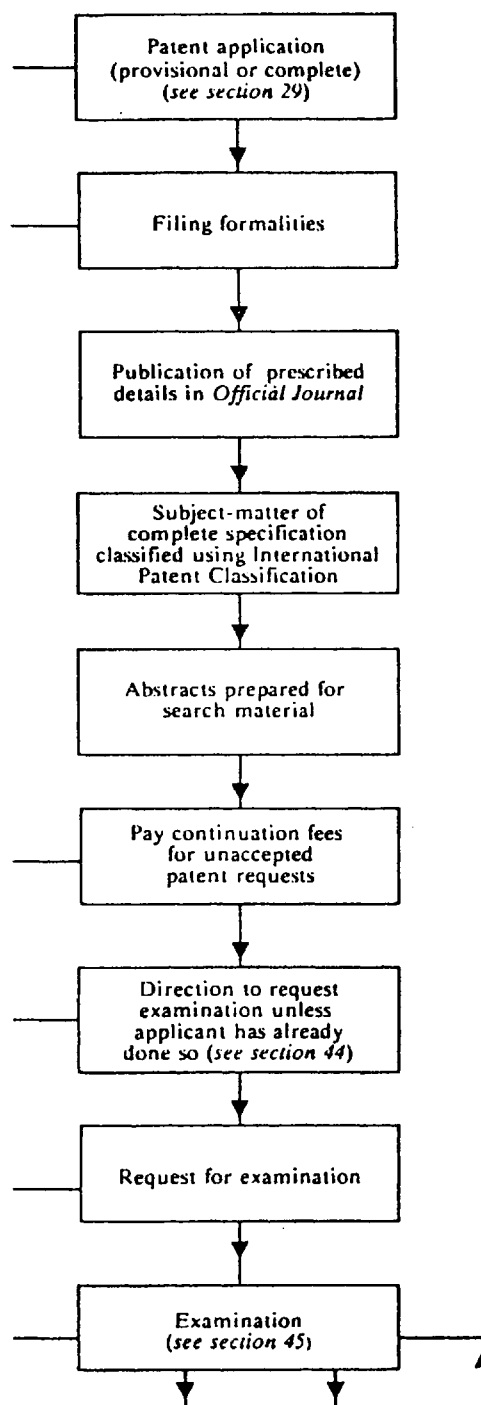 Patent application
(provisional or complete)
(see section 29)
Filing formalities
Publication of prescribed
details in Official Journal
Subject-matter of
complete specification
classified using International
Patent Classification
Abstracts prepared for
search material
Pay continuation fees
for unaccepted
patent requests
Direction to request
examination unless
applicant has already
done so (see section 44)
Request for examination
Examination
(see section 45)